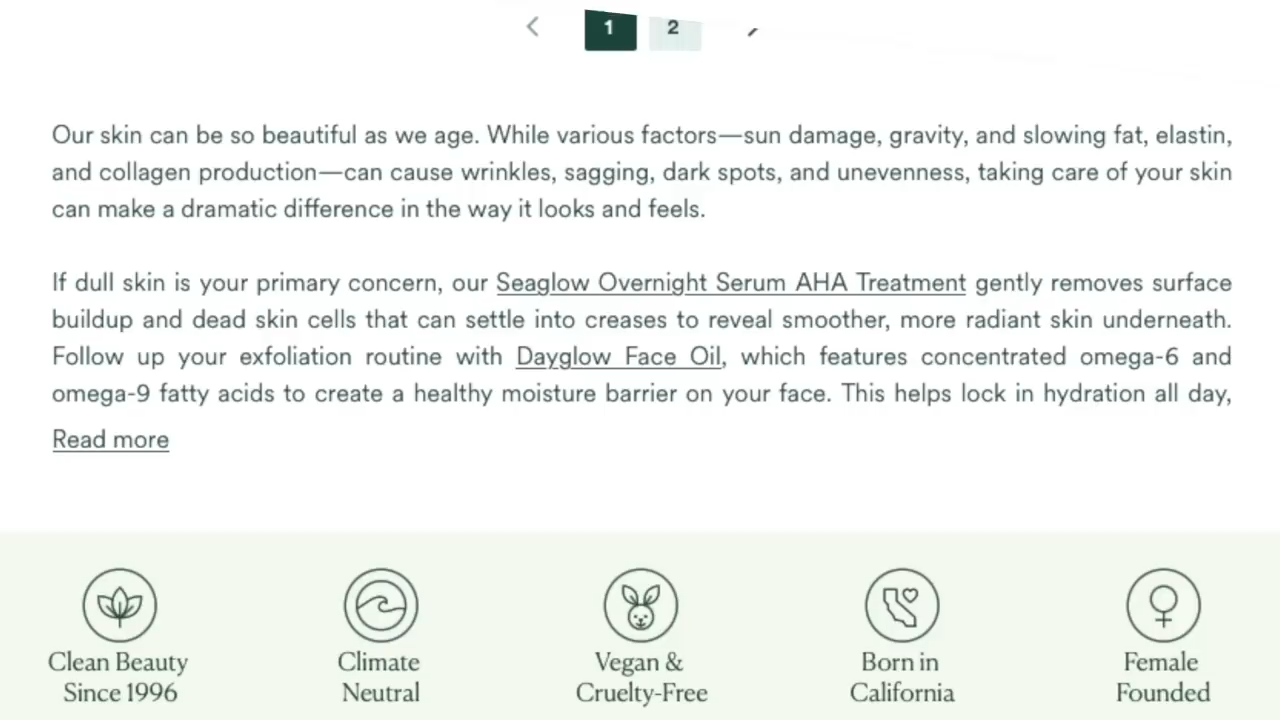 1 2
Our skin can be so beautiful as we age. While various factors—sun damage, gravity, and slowing fat, elastin,
and collagen production—can cause wrinkles, sagging, dark spots, and unevenness, taking care of your skin
can make a dramatic difference in the way it looks and feels.
If dull skin is your primary concern, our Seaglow Overnight Serum AHA Treatment gently removes surface
buildup and dead skin cells that can settle into creases to reveal smoother, more radiant skin underneath.
Follow up your exfoliation routine with Dayglow Face Oil, which features concentrated omega-6 and
omega-9 fatty acids to create a healthy moisture barrier on your face. This helps lock in hydration all day,
Read more
Clean Beauty
Since 1996
Climate
Neutral
Vegan &
Cruelty-Free
Born in
California
Female
Founded